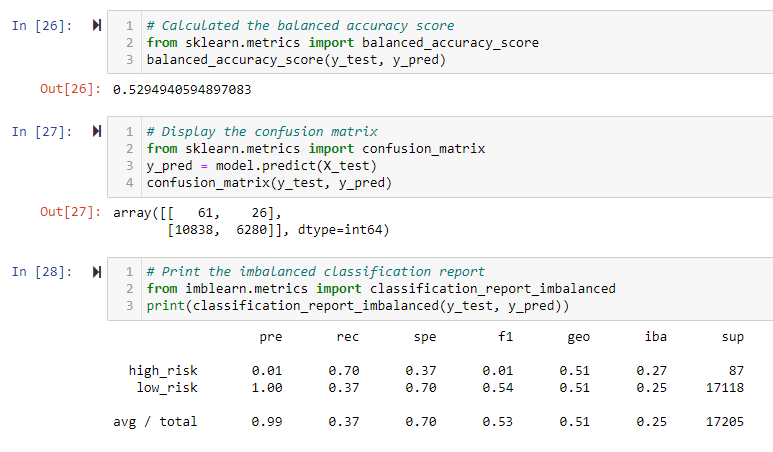 In [26]:
1 # Calculated the balanced accuracy score
2 from sklearn.metrics import balanced_accuracy_score
3 balanced_accuracy_score(y_test, y_pred)
Out[26]: 0.5294940594897083
In [27]:
1 # Display the confusion matrix
2 from sklearn.metrics import confusion_matrix
3 y_pred = model.predict(X_test)
4 confusion_matrix(y_test, y_pred)
Out[27]: array([[   61,    26],
       [10838,  6280]], dtype=int64)
In [28]:
1 # Print the imbalanced classification report
2 from imblearn.metrics import classification_report_imbalanced
3 print(classification_report_imbalanced(y_test, y_pred))
pre rec spe f1 geo iba sup
high_risk 0.01 0.70 0.37 0.01 0.51 0.27 87
low_risk 1.00 0.37 0.70 0.54 0.51 0.25 17118
avg / total 0.99 0.37 0.70 0.53 0.51 0.25 17205